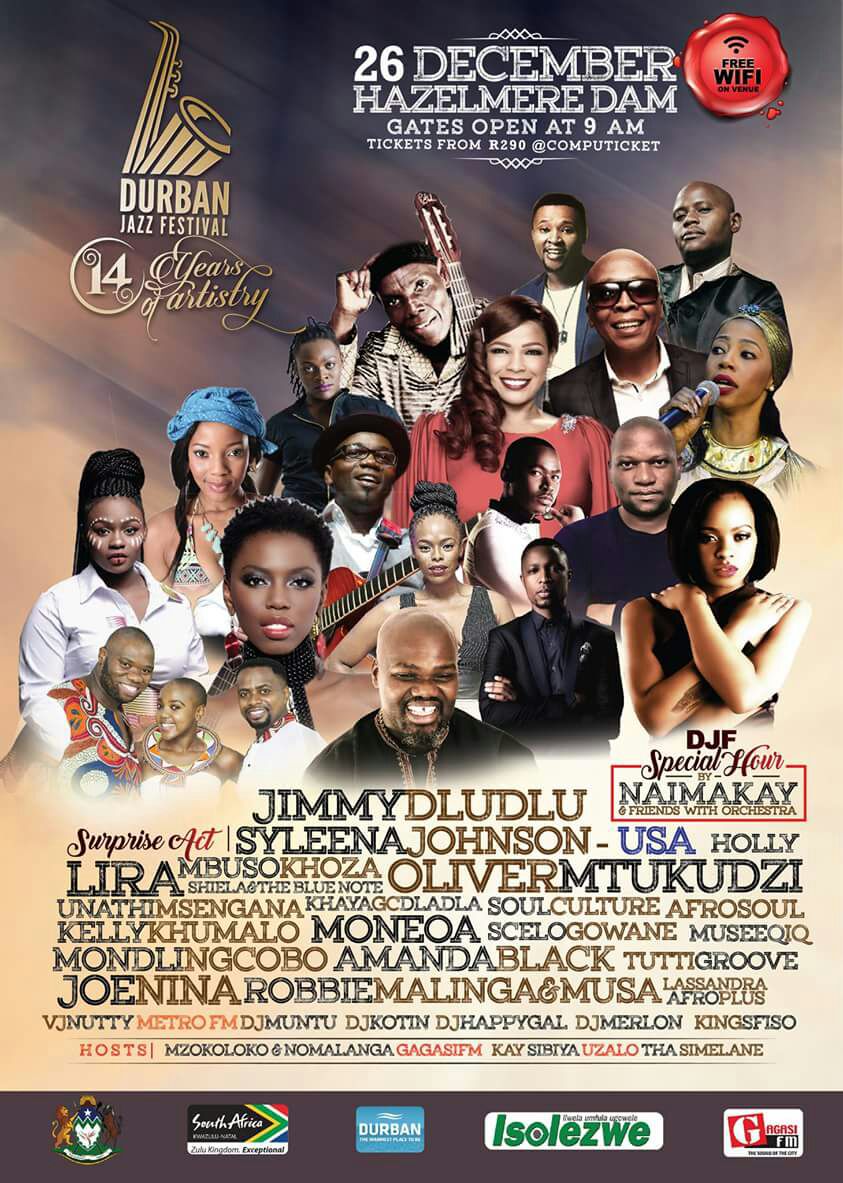 26 DECEMBER
HAZELMERE DAM
GATES OPEN AT 9 AM
TICKETS FROM R290 @COMPUTICKET
FREE
WIFI
ON VENUE
DURBAN
JAZZ FESTIVAL
14 Years
of artistry
DJF
Special Hour
BY
NAIMAKAY
& FRIENDS WITH ORCHESTRA
JIMMYDLUDLU
Surprise Act | SYLEENAJOHNSON - USA HOLLY
LIRA MBUSOKHOZA OLIVERMTUKUDZI
SHIELA&THE BLUE NOTE
UNATHIMSENGANA KHAYAGCDLADLA SOULCULTURE AFROSOUL
KELLYKHUMALO MONEOA SCELOGOWANE MUSEEQIQ
MONDLINGCOBO AMANDABLACK TUTTIGROOVE
JOENINA ROBBIEMALINGA&MUSA LASSANDRA
AFROPLUS
VJNUTTY METRO FM DJMUNTU DJKOTIN DJHAPPYGAL DJMERLON KINGSFISO
HOSTS | MZOKOLOKO & NOMALANGA GAGASIFM KAY SIBIYA UZALO THA SIMELANE
South Africa
KWAZULU-NATAL
Zulu Kingdom. Exceptional
DURBAN
THE WARMEST PLACE TO BE
Ilwela umfula ugcwele
Isolezwe
GAGASI
FM
THE SOUND OF THE CITY